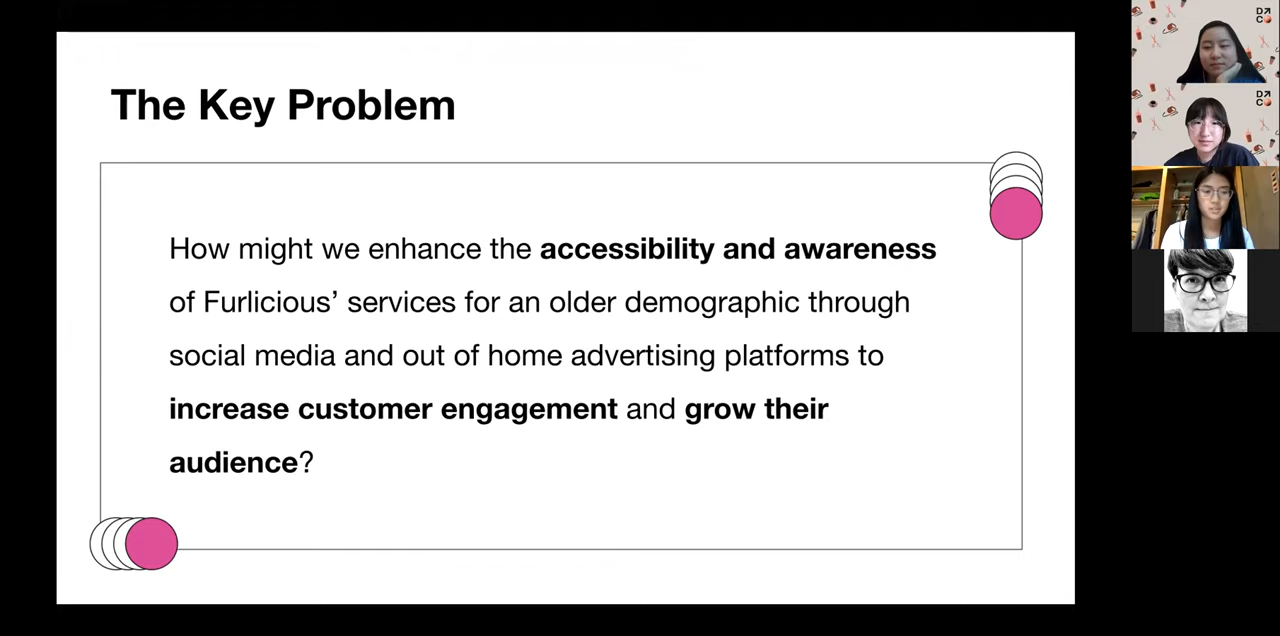 The Key Problem
How might we enhance the accessibility and awareness
of Furlicious’ services for an older demographic through
social media and out of home advertising platforms to
increase customer engagement and grow their
audience?
D
C
D
C